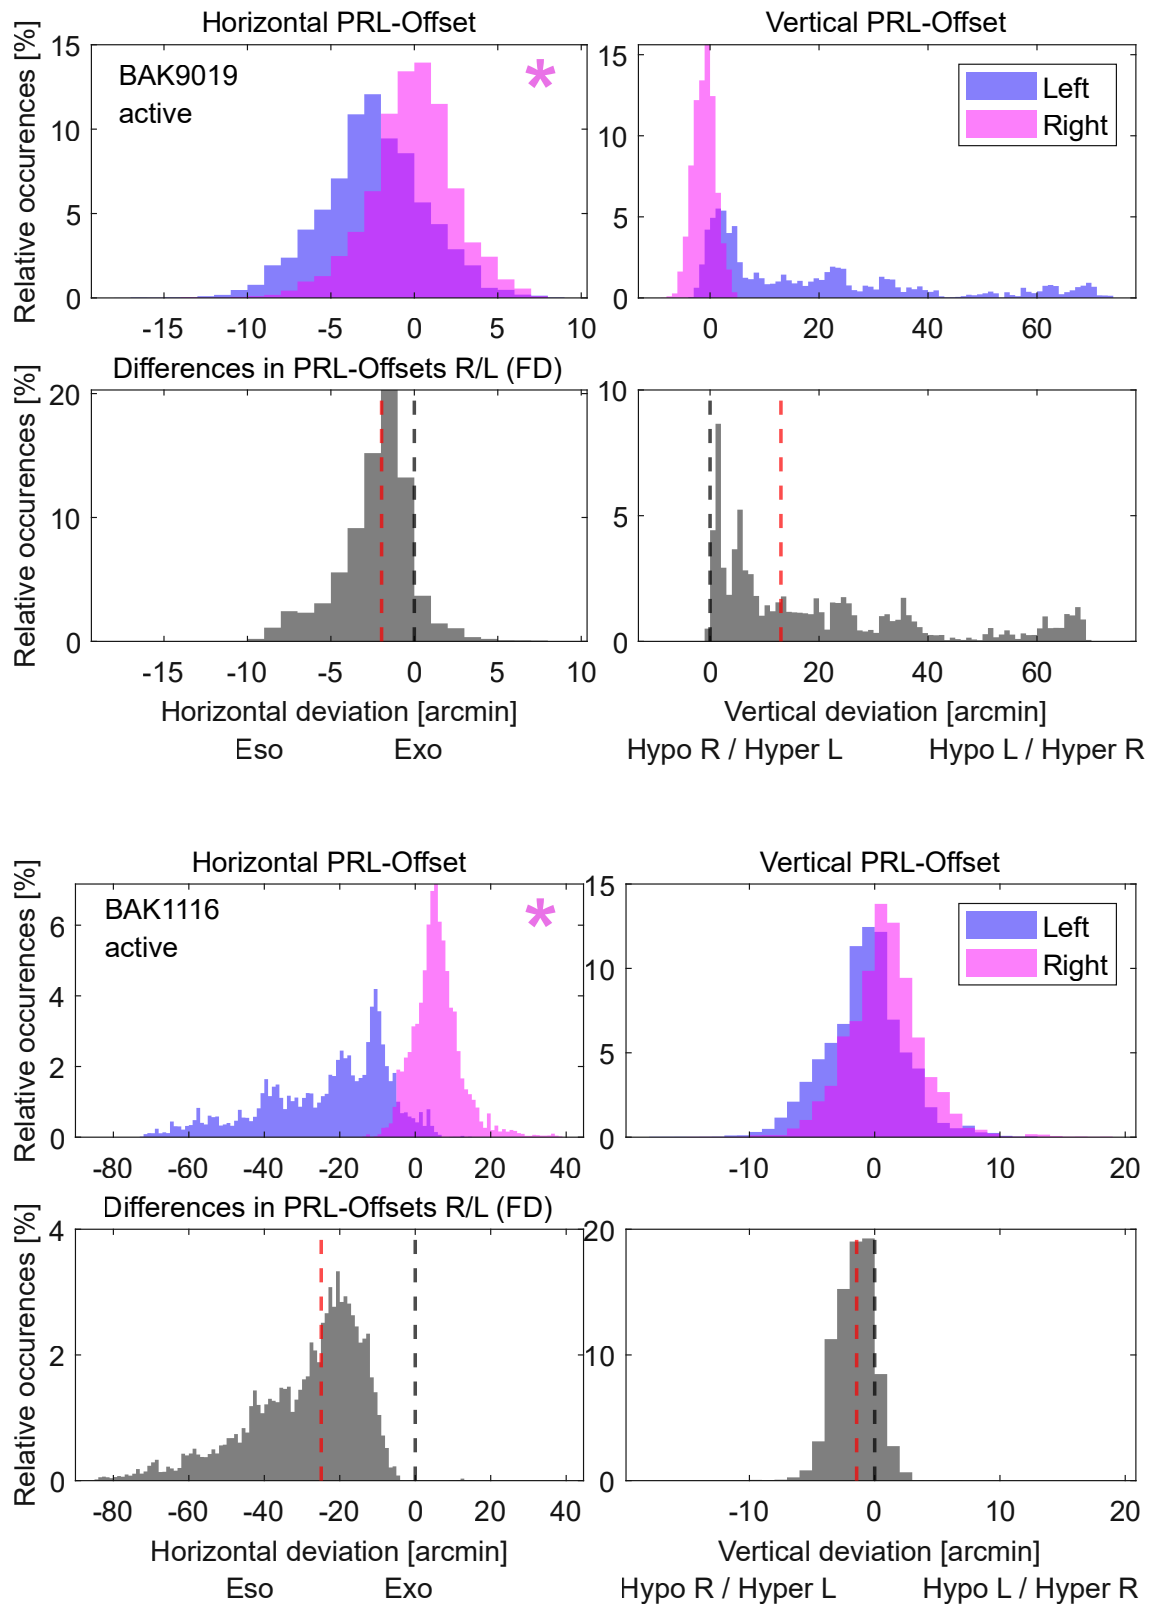 Horizontal PRL-Offset Vertical PRL-Offset
Relative occurences [%]
15
10
5
0
BAK9019
active
*
-15 -10 -5 0 5 10
15
10
5
0
Left
Right
0 20 40 60
Differences in PRL-Offsets R/L (FD)
Relative occurences [%]
20
10
0
-15 -10 -5 0 5 10
10
5
0
0 20 40 60
Horizontal deviation [arcmin] Vertical deviation [arcmin]
Eso Exo Hypo R / Hyper L Hypo L / Hyper R
Horizontal PRL-Offset Vertical PRL-Offset
Relative occurences [%]
6
4
2
0
BAK1116
active
*
-80 -60 -40 -20 0 20 40
15
10
5
0
Left
Right
-10 0 10 20
Differences in PRL-Offsets R/L (FD)
Relative occurences [%]
4
2
0
-80 -60 -40 -20 0 20 40
20
10
0
-10 0 10 20
Horizontal deviation [arcmin] Vertical deviation [arcmin]
Eso Exo Hypo R / Hyper L Hypo L / Hyper R